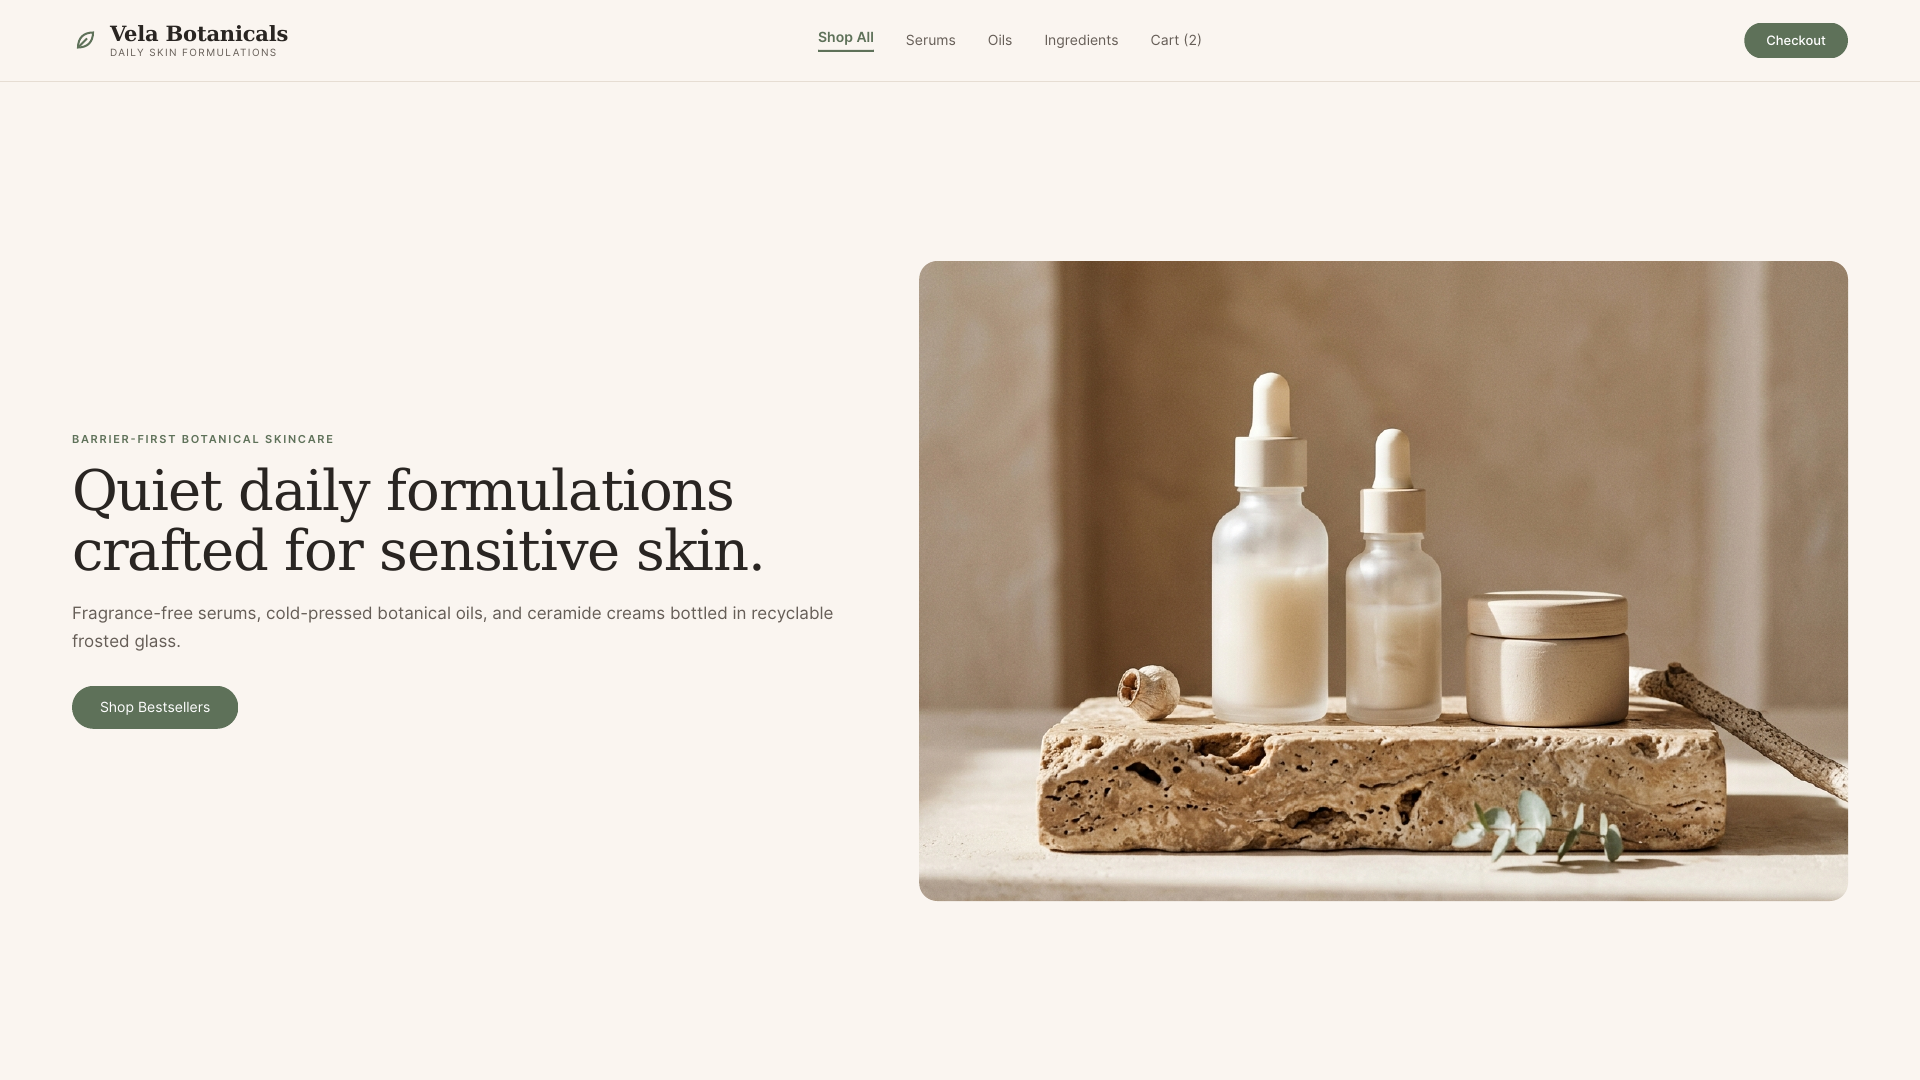 Vela Botanicals
DAILY SKIN FORMULATIONS
Shop All
Serums
Oils
Ingredients
Cart (2)
Checkout
BARRIER-FIRST BOTANICAL SKINCARE
Quiet daily formulations
crafted for sensitive skin.
Fragrance-free serums, cold-pressed botanical oils, and ceramide creams bottled in recyclable
frosted glass.
Shop Bestsellers